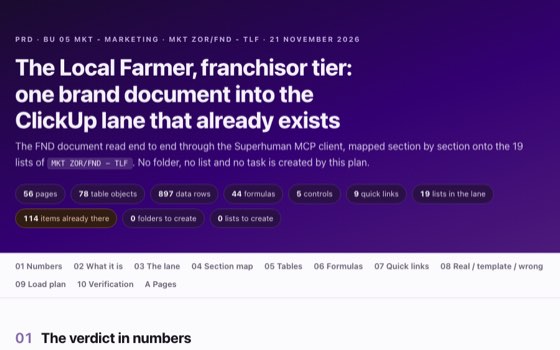 PRD · BU 05 MKT - MARKETING · MKT ZOR/FND - TLF · 21 NOVEMBER 2026
The Local Farmer, franchisor tier:
one brand document into the
ClickUp lane that already exists
The FND document read end to end through the Superhuman MCP client, mapped section by section onto the 19
lists of MKT ZOR/FND - TLF. No folder, no list and no task is created by this plan.
56 pages 78 table objects 897 data rows 44 formulas 5 controls 9 quick links 19 lists in the lane
114 items already there 0 folders to create 0 lists to create
01 Numbers 02 What it is 03 The lane 04 Section map 05 Tables 06 Formulas 07 Quick links 08 Real / template / wrong
09 Load plan 10 Verification A Pages
01 The verdict in numbers